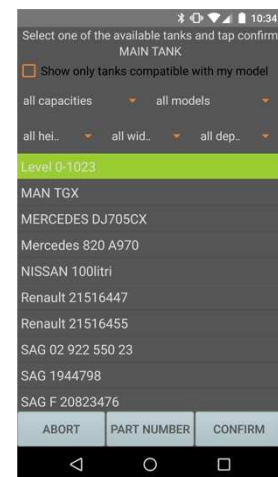 10:34
Select one of the available tanks and tap confirm
MAIN TANK
Show only tanks compatible with my model
all capacities all models
all hei.. all wid.. all dep..
Level 0-1023
MAN TGX
MERCEDES DJ705CX
Mercedes 820 A970
NISSAN 100litri
Renault 21516447
Renault 21516455
SAG 02 922 550 23
SAG 1944798
SAG F 20823476
ABORT PART NUMBER CONFIRM